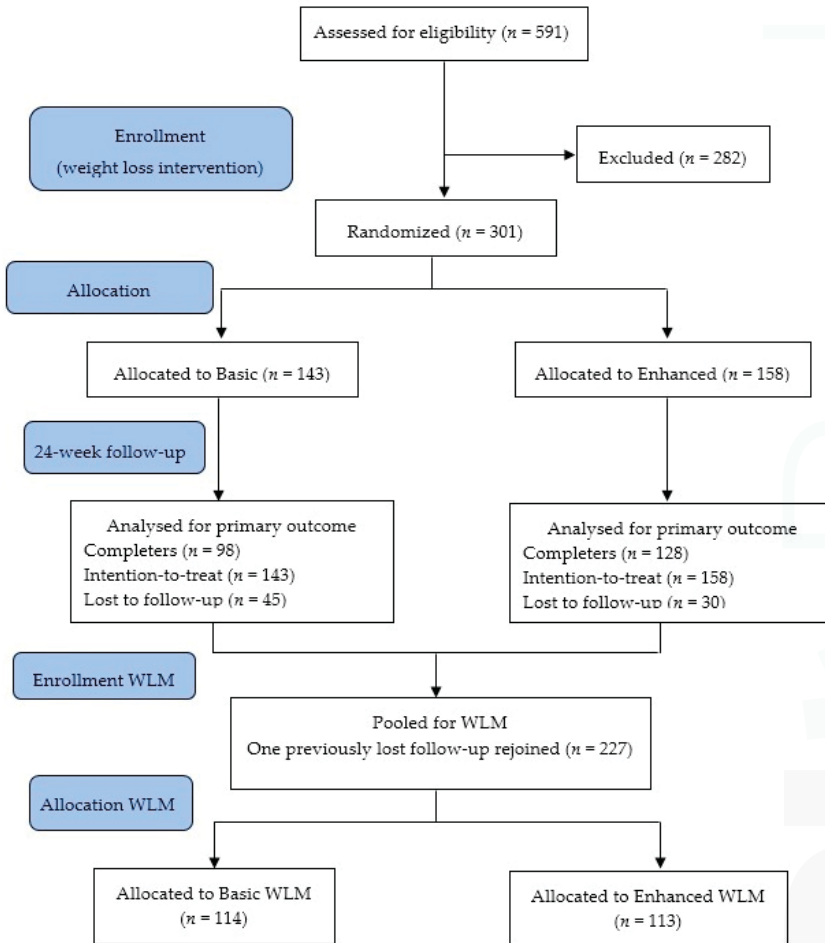 Assessed for eligibility (n = 591)
Enrollment
(weight loss intervention)
Excluded (n = 282)
Randomized (n = 301)
Allocation
Allocated to Basic (n = 143)
Allocated to Enhanced (n = 158)
24-week follow-up
Analysed for primary outcome
Completers (n = 98)
Intention-to-treat (n = 143)
Lost to follow-up (n = 45)
Analysed for primary outcome
Completers (n = 128)
Intention-to-treat (n = 158)
Lost to follow-up (n = 30)
Enrollment WLM
Pooled for WLM
One previously lost follow-up rejoined (n = 227)
Allocation WLM
Allocated to Basic WLM
(n = 114)
Allocated to Enhanced WLM
(n = 113)